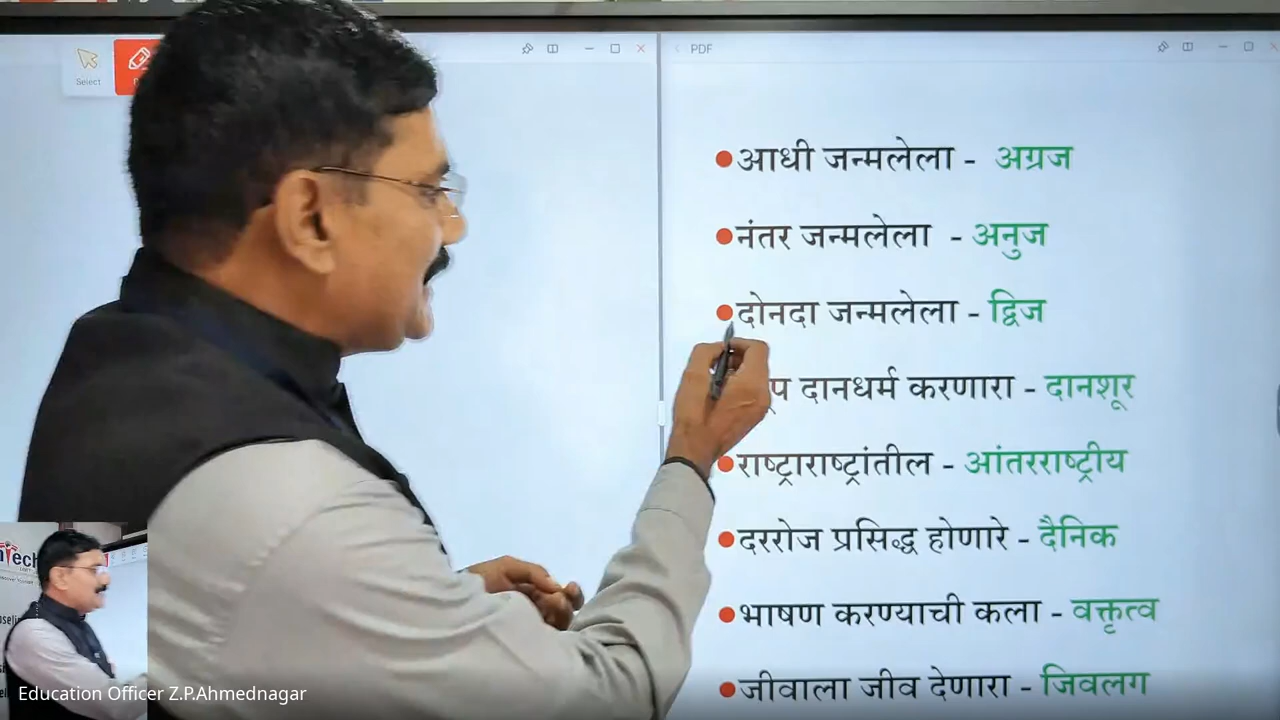 Select
PDF
आधी जन्मलेला - अग्रज
नंतर जन्मलेला - अनुज
दोनदा जन्मलेला - द्विज
दानधर्म करणारा - दानशूर
राष्ट्राराष्ट्रांतील - आंतरराष्ट्रीय
दररोज प्रसिद्ध होणारे - दैनिक
भाषण करण्याची कला - वक्तृत्व
जीवाला जीव देणारा - जिवलग
Education Officer Z.P.Ahmednagar